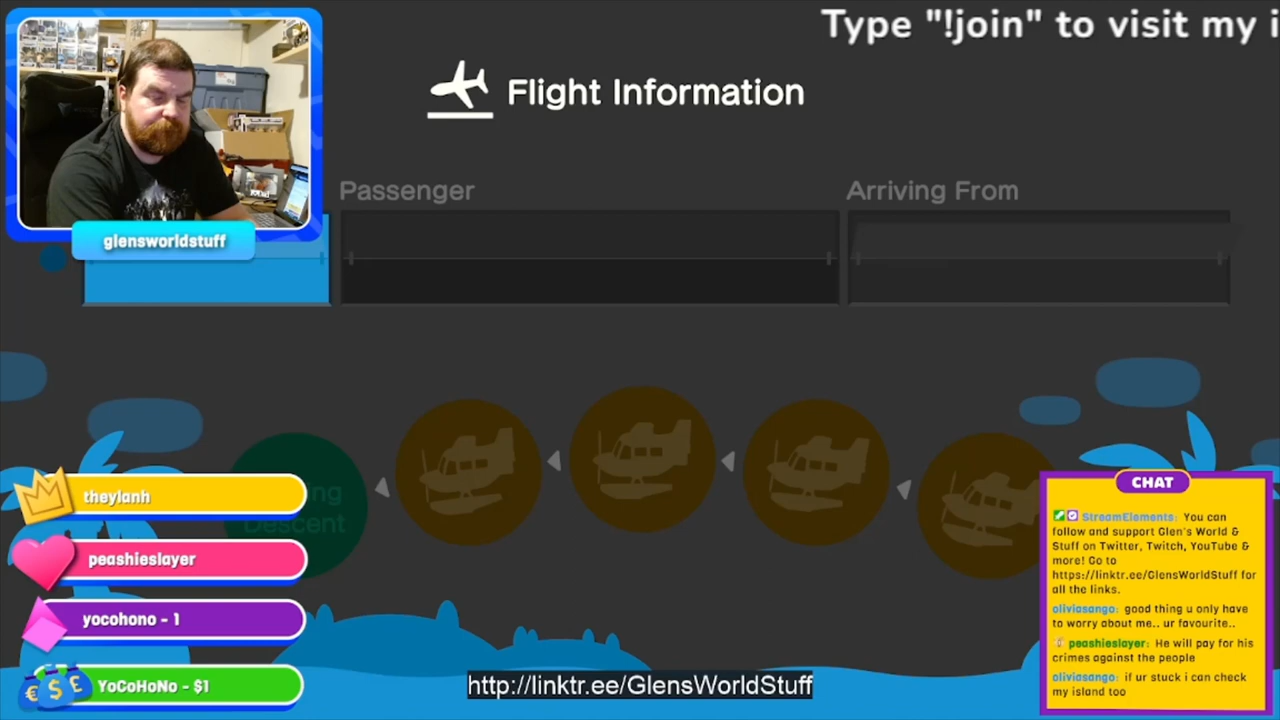 Type "!join" to visit my i
Flight Information
Passenger
Arriving From
glensworldstuff
Descent
theylanh
peashieslayer
yocohono - 1
YoCoHoNo - $1
http://linktr.ee/GlensWorldStuff
CHAT
StreamElements: You can
follow and support Glen's World &
Stuff on Twitter, Twitch, YouTube &
more! Go to
https://linktr.ee/GlensWorldStuff for
all the links.
oliviasango: good thing u only have
to worry about me.. ur favourite..
peashieslayer: He will pay for his
crimes against the people
oliviasango: if ur stuck i can check
my island too